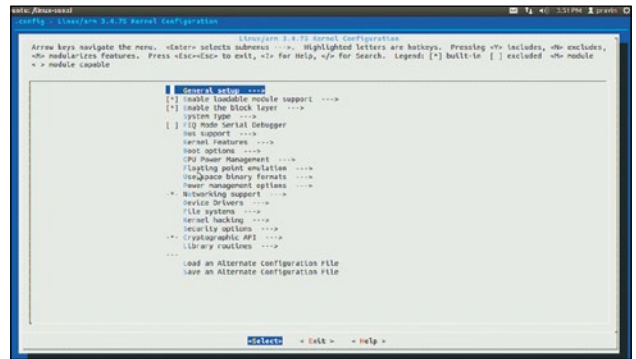 .config - Linux/arm 3.4.75 Kernel Configuration
3:51PM pravin
Linux/arm 3.4.75 Kernel Configuration
Arrow keys navigate the menu. <Enter> selects submenus --->. Highlighted letters are hotkeys. Pressing <Y> includes, <N> excludes,
<M> modularizes features. Press <Esc><Esc> to exit, <?> for Help, </> for Search. Legend: [*] built-in [ ] excluded <M> module
< > module capable
General setup --->
[*] Enable loadable module support --->
[*] Enable the block layer --->
System Type --->
[ ] FIQ Mode Serial Debugger
Bus support --->
Kernel Features --->
Boot options --->
CPU Power Management --->
Floating point emulation --->
Userspace binary formats --->
Power management options --->
-*- Networking support --->
Device Drivers --->
File systems --->
Kernel hacking --->
Security options --->
-*- Cryptographic API --->
Library routines --->
---
Load an Alternate Configuration File
Save an Alternate Configuration File
<Select> < Exit > < Help >